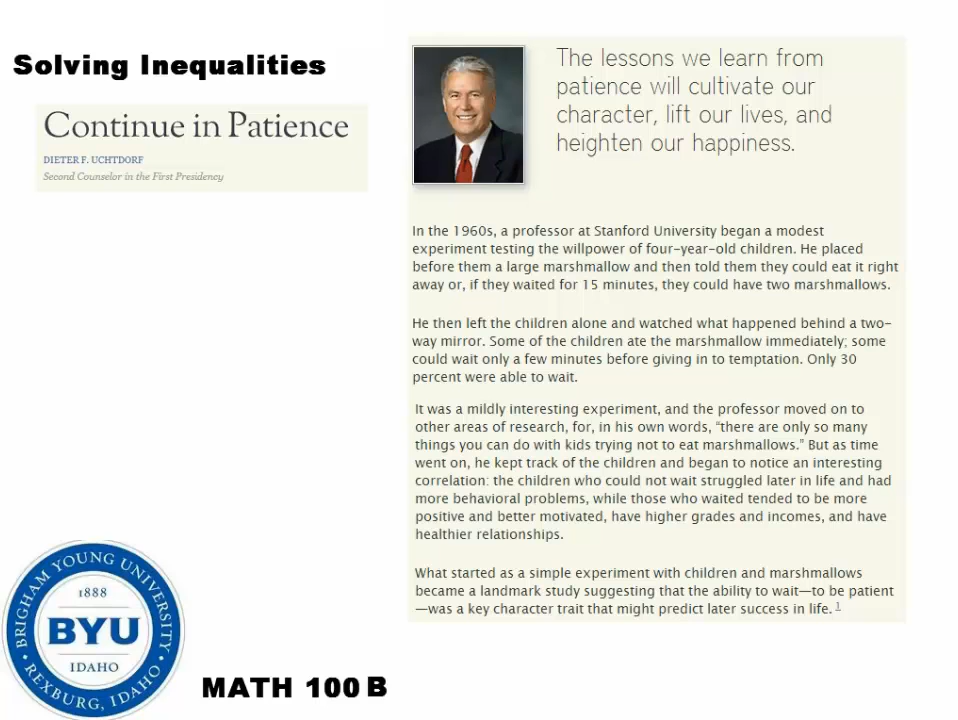 Solving Inequalities
Continue in Patience
DIETER F. UCHTDORF
Second Counselor in the First Presidency
The lessons we learn from
patience will cultivate our
character, lift our lives, and
heighten our happiness.
In the 1960s, a professor at Stanford University began a modest
experiment testing the willpower of four-year-old children. He placed
before them a large marshmallow and then told them they could eat it right
away or, if they waited for 15 minutes, they could have two marshmallows.
He then left the children alone and watched what happened behind a two-
way mirror. Some of the children ate the marshmallow immediately; some
could wait only a few minutes before giving in to temptation. Only 30
percent were able to wait.
It was a mildly interesting experiment, and the professor moved on to
other areas of research, for, in his own words, “there are only so many
things you can do with kids trying not to eat marshmallows.” But as time
went on, he kept track of the children and began to notice an interesting
correlation: the children who could not wait struggled later in life and had
more behavioral problems, while those who waited tended to be more
positive and better motivated, have higher grades and incomes, and have
healthier relationships.
What started as a simple experiment with children and marshmallows
became a landmark study suggesting that the ability to wait—to be patient
—was a key character trait that might predict later success in life. 1
BRIGHAM YOUNG UNIVERSITY
1888
BYU
IDAHO
REXBURG, IDAHO
MATH 100 B